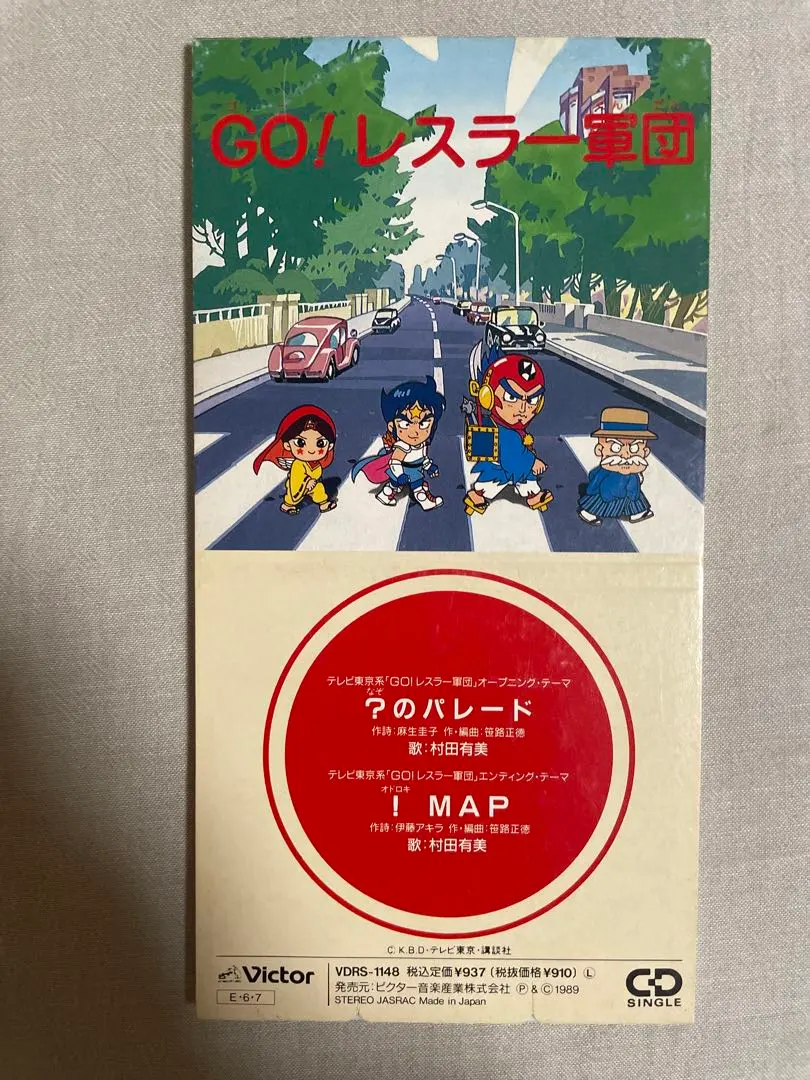 GO！レスラー軍団
テレビ東京系「GO！レスラー軍団」オープニング・テーマ
なぞ
？のパレード
作詩：麻生圭子 作・編曲：笹路正徳
歌：村田有美
テレビ東京系「GO！レスラー軍団」エンディング・テーマ
オドロキ
！ MAP
作詩：伊藤アキラ 作・編曲：笹路正徳
歌：村田有美
C）K.B.D・テレビ東京・講談社
Victor
E・6・7
VDRS-1148 税込定価¥937（税抜価格¥910）Ⓛ
発売元：ビクター音楽産業株式会社 Ⓟ & Ⓒ 1989
STEREO JASRAC Made in Japan
CD
SINGLE